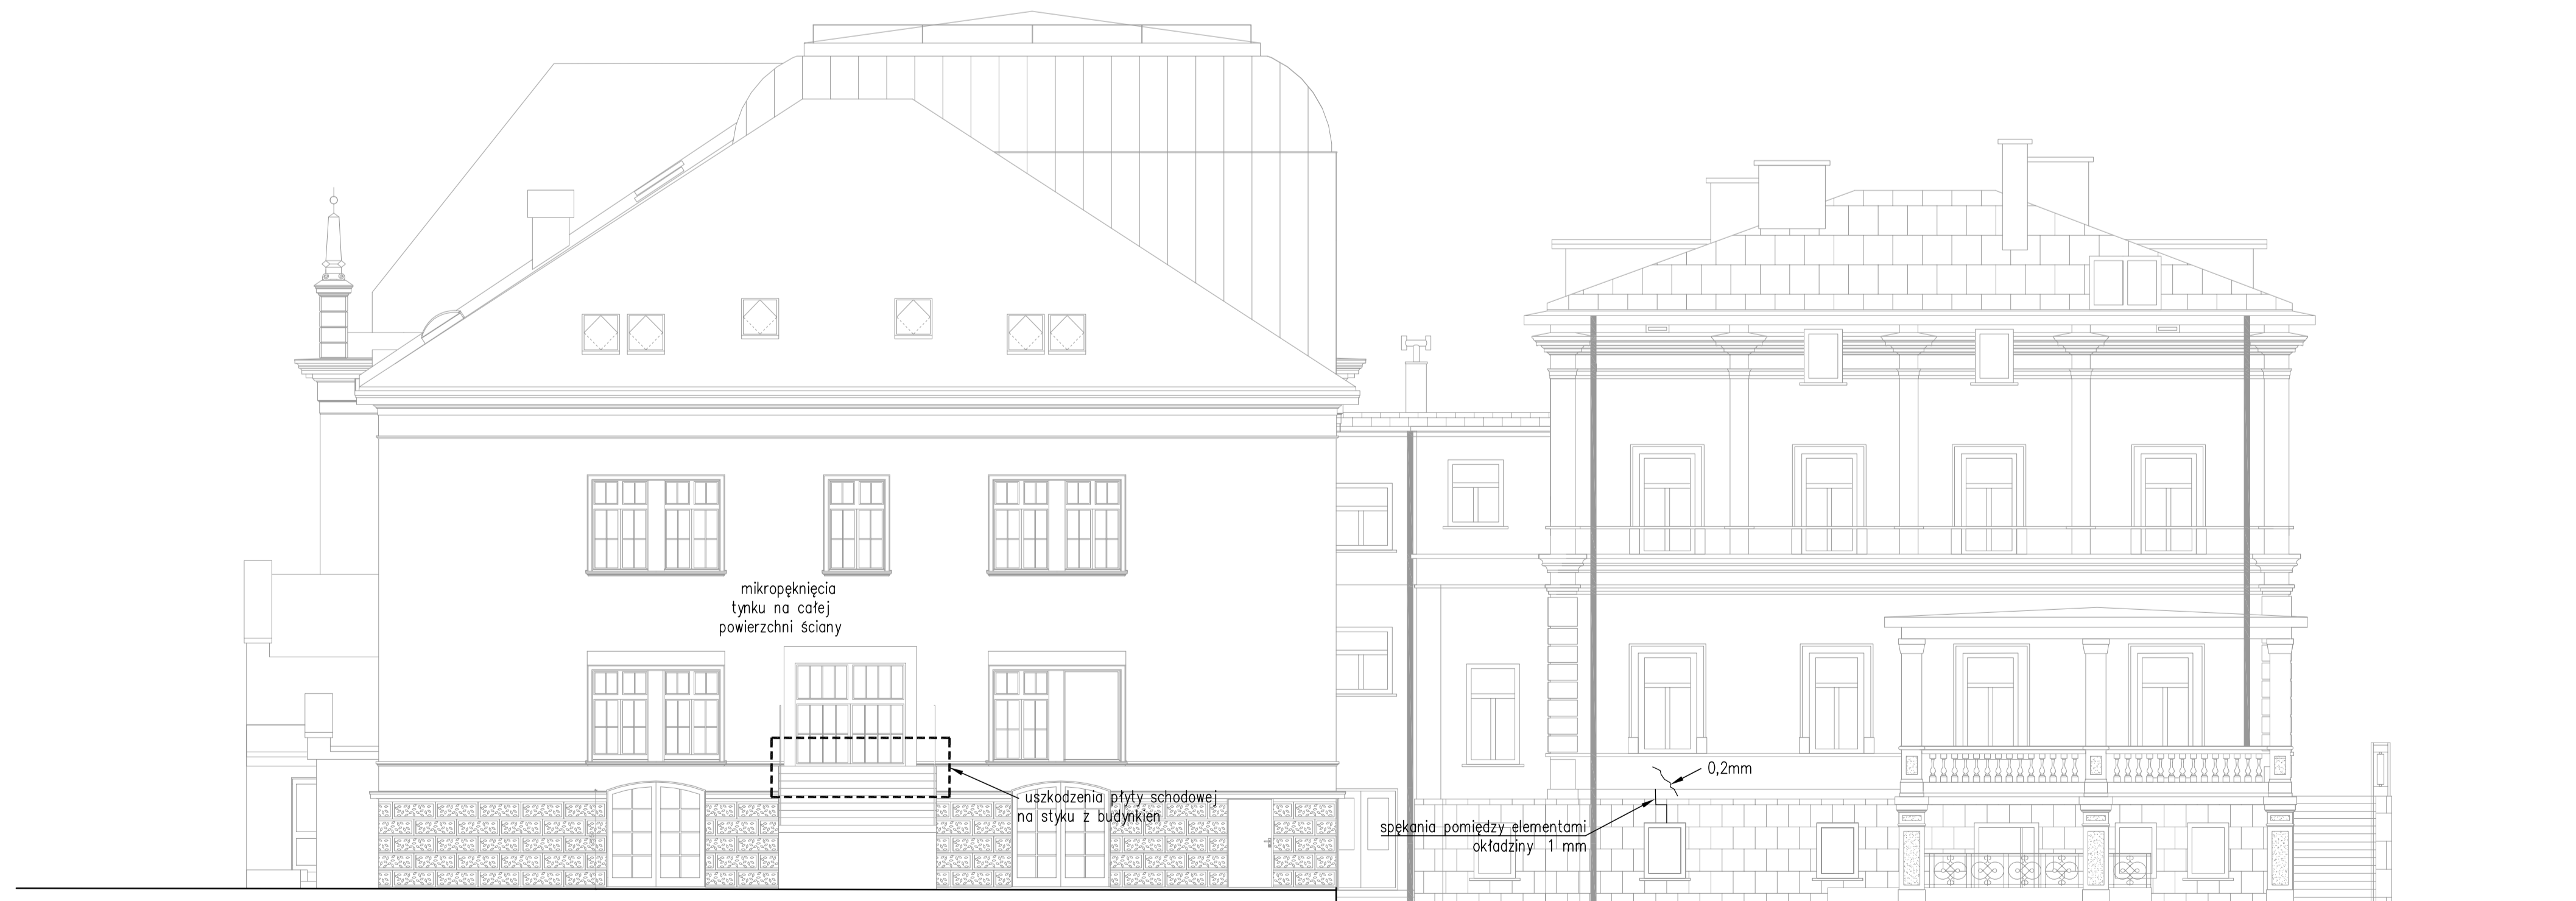 mikropęknięcia
tynku na całej
powierzchni ściany
uszkodzenia płyty schodowej
na styku z budynkien
0,2mm
spękania pomiędzy elementami
okładziny 1 mm